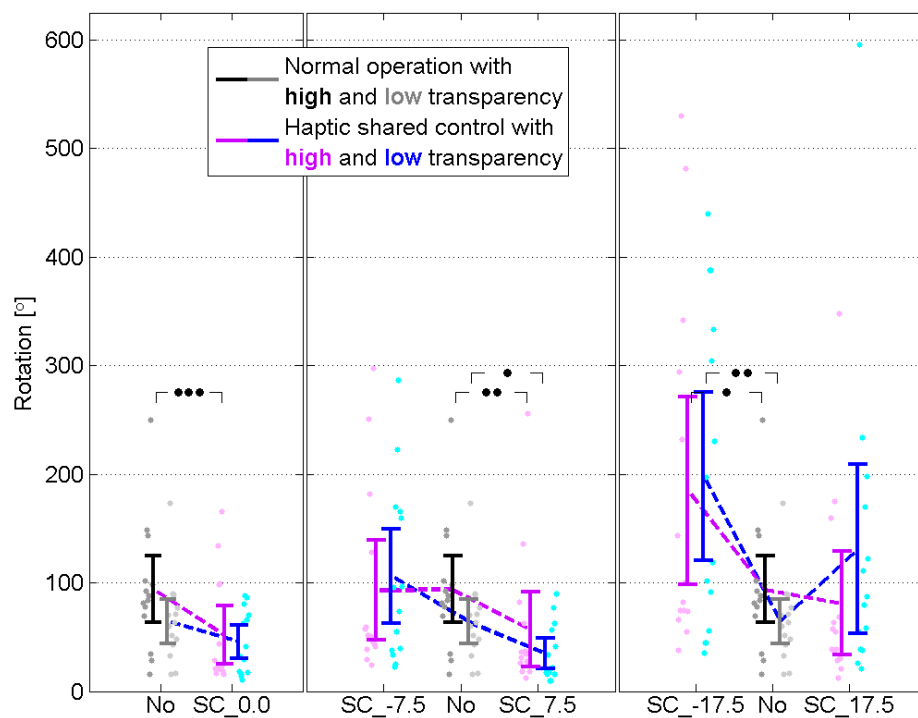 600
500
400
300
200
100
0
Rotation [°]
Normal operation with
high and low transparency
Haptic shared control with
high and low transparency
No SC_0.0 SC_-7.5 No SC_7.5 SC_-17.5 No SC_17.5